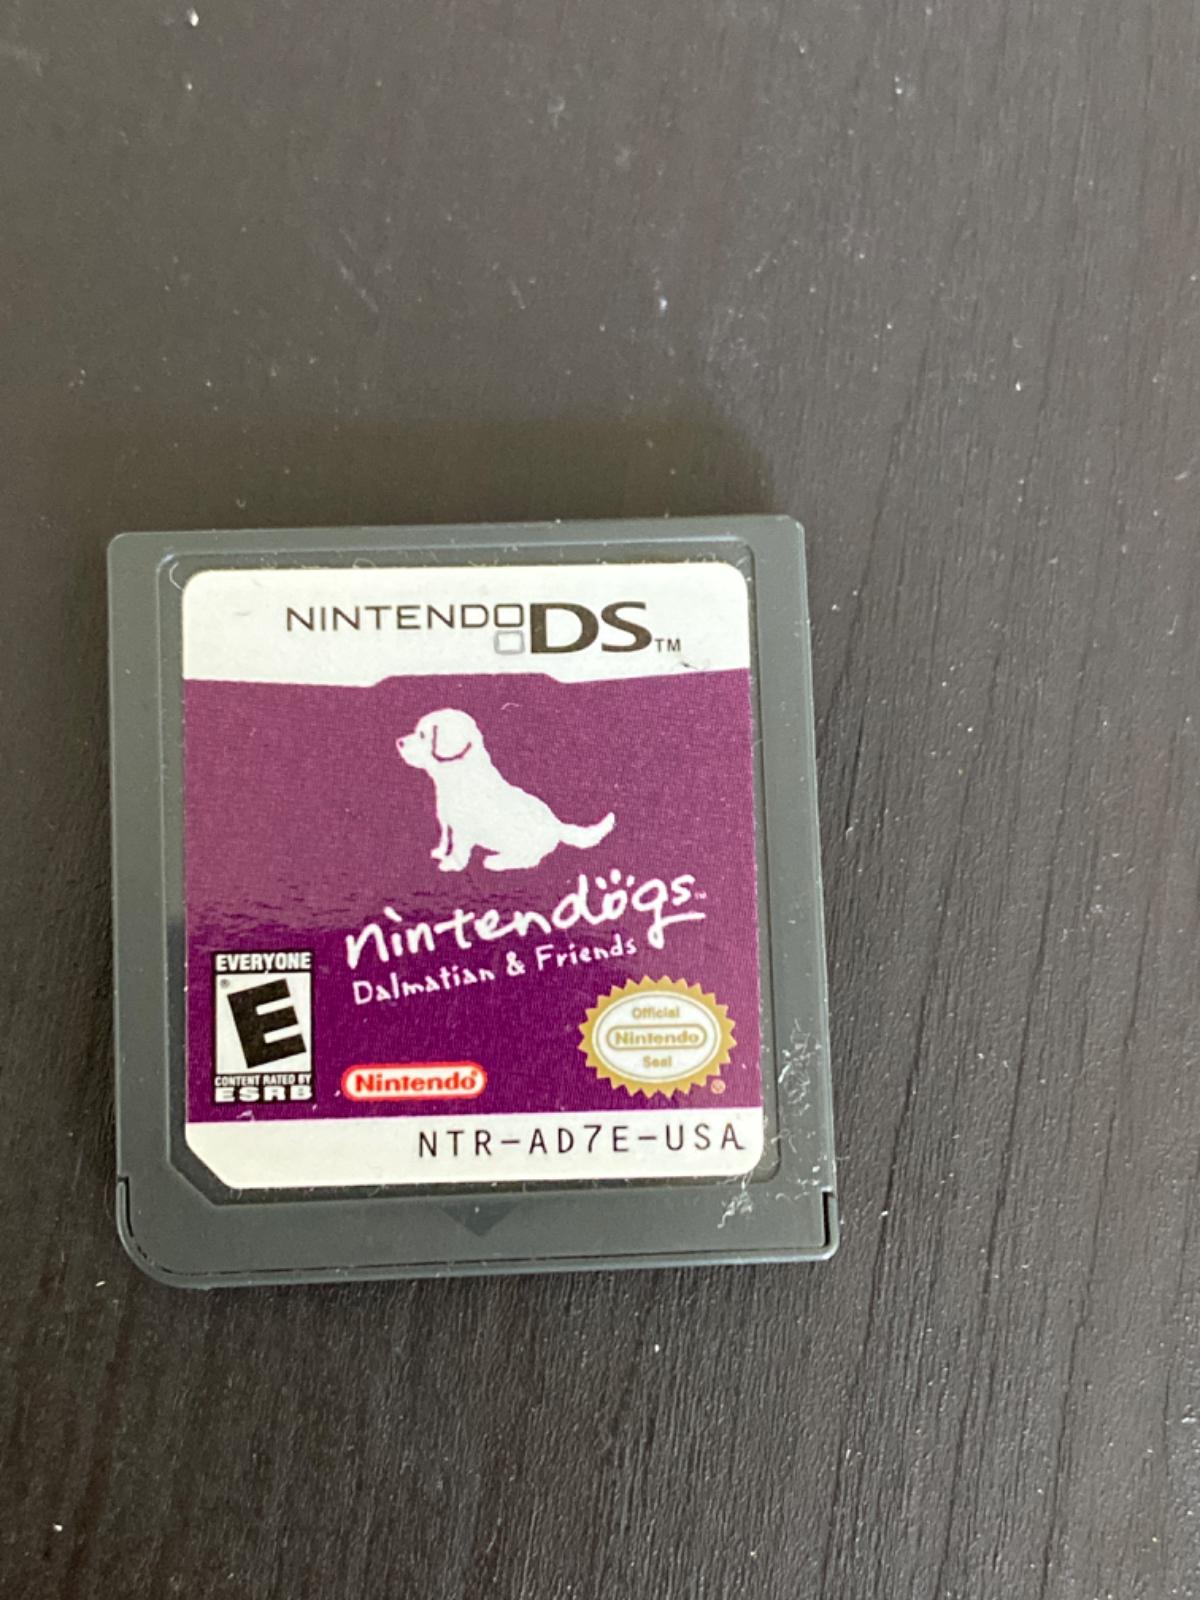 NINTENDO DS™
nintendogs™
Dalmatian & Friends
EVERYONE
E
®
CONTENT RATED BY
ESRB
Nintendo®
Official
Nintendo
Seal
®
NTR-AD7E-USA